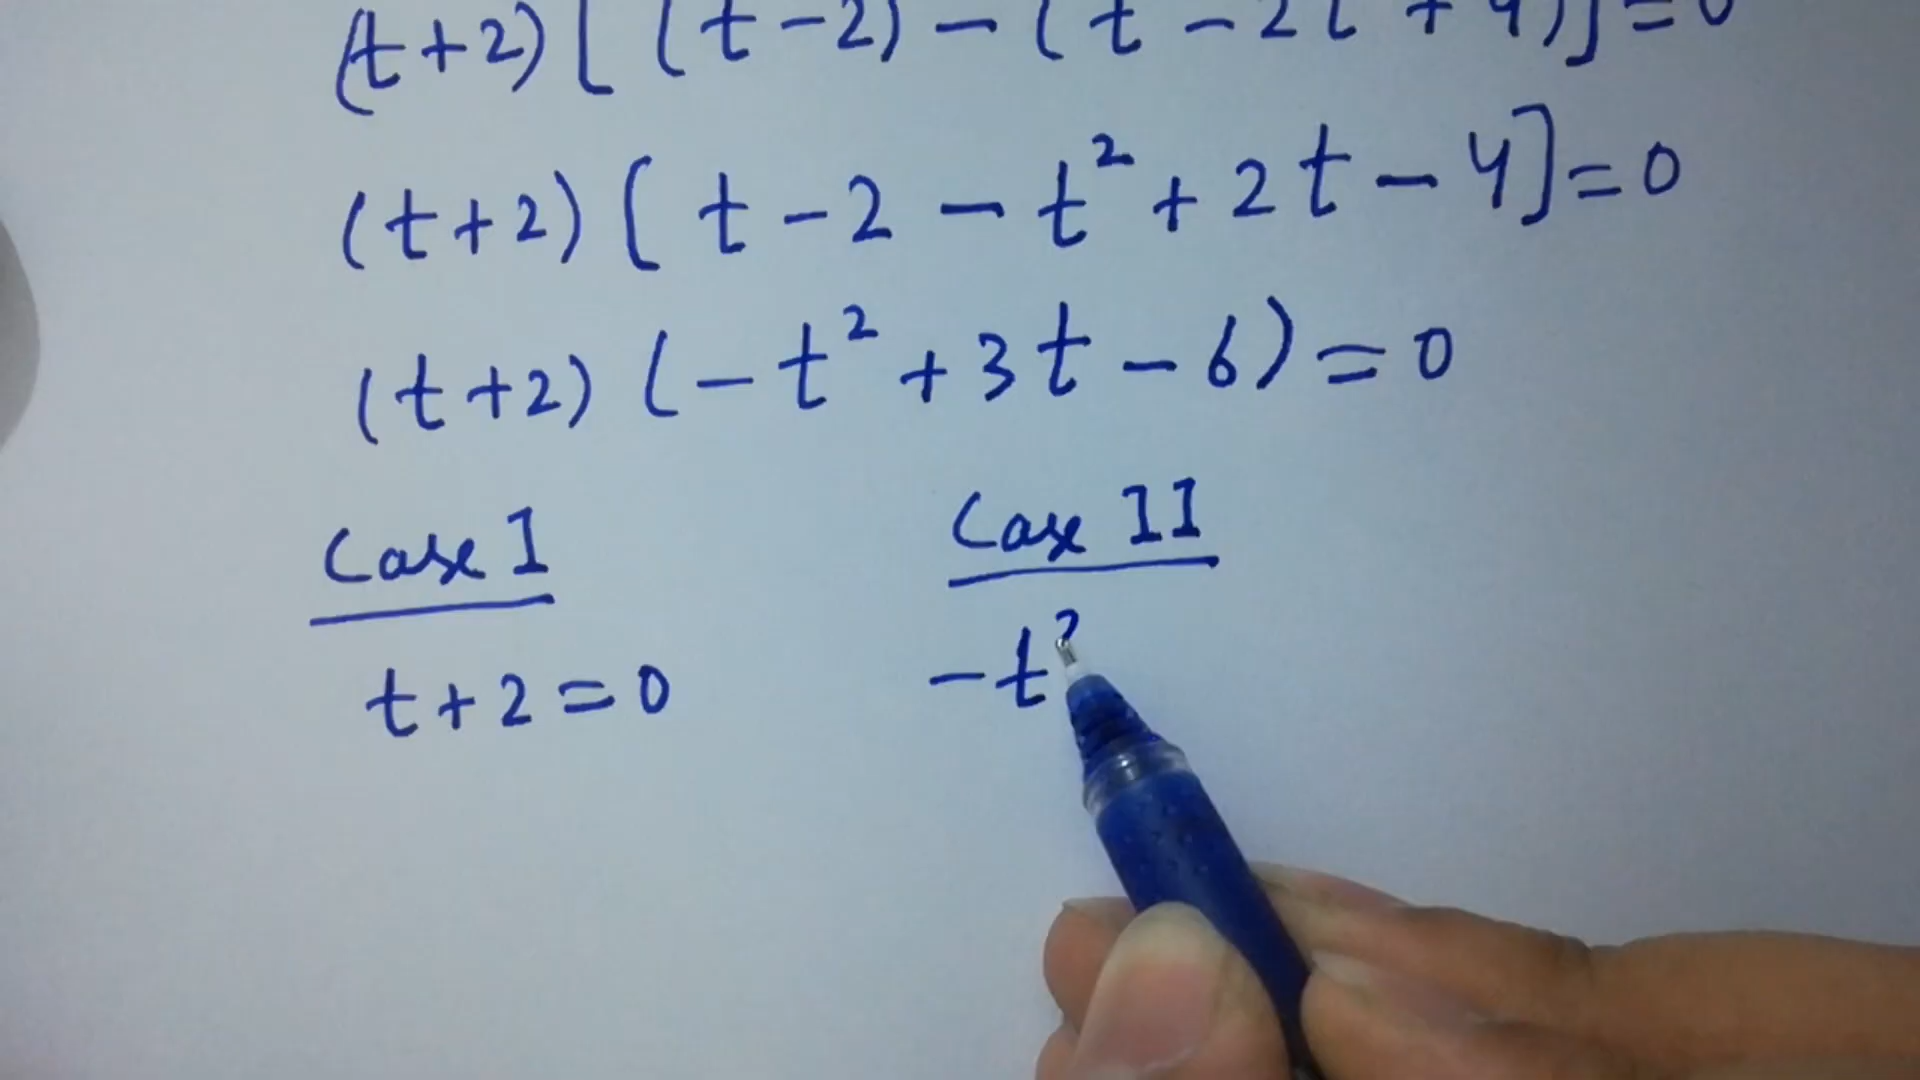 (t+2)[(t-2)-(t-2t+4)]=0
(t+2)[t-2-t²+2t-4]=0
(t+2)(-t²+3t-6)=0
Case I
Case II
t+2=0
-t²